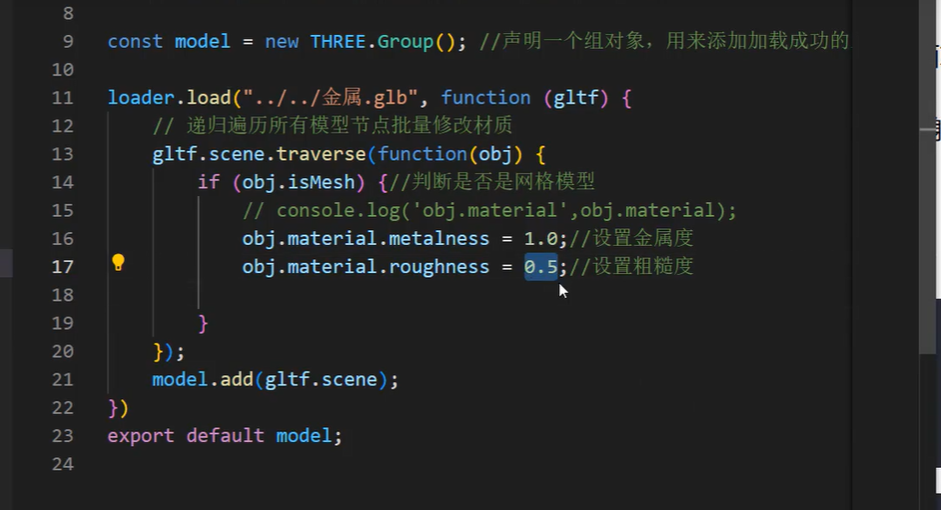 8
9 const model = new THREE.Group(); //声明一个组对象，用来添加加载成功的
10
11 loader.load("../../金属.glb", function (gltf) {
12 // 递归遍历所有模型节点批量修改材质
13 gltf.scene.traverse(function(obj) {
14 if (obj.isMesh) {//判断是否是网格模型
15 // console.log('obj.material',obj.material);
16 obj.material.metalness = 1.0;//设置金属度
17 obj.material.roughness = 0.5;//设置粗糙度
18
19 }
20 });
21 model.add(gltf.scene);
22 })
23 export default model;
24